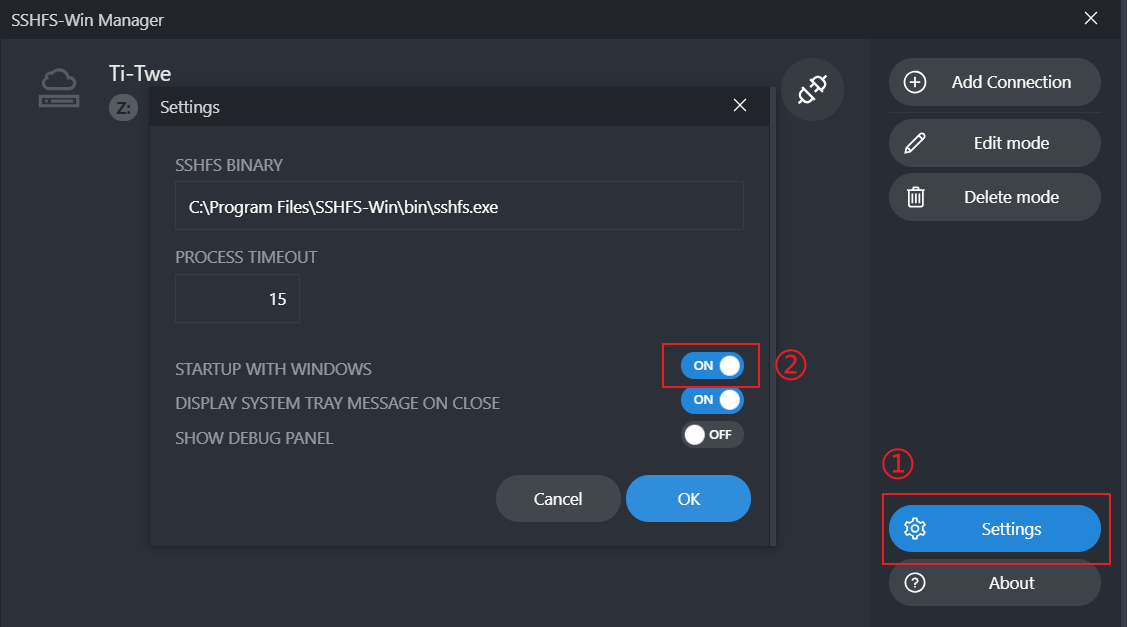 SSHFS-Win Manager
Ti-Twe
Z:
Add Connection
Edit mode
Delete mode
Settings
SSHFS BINARY
C:\Program Files\SSHFS-Win\bin\sshfs.exe
PROCESS TIMEOUT
15
STARTUP WITH WINDOWS ON ②
DISPLAY SYSTEM TRAY MESSAGE ON CLOSE ON
SHOW DEBUG PANEL OFF
Cancel OK
①
Settings
About